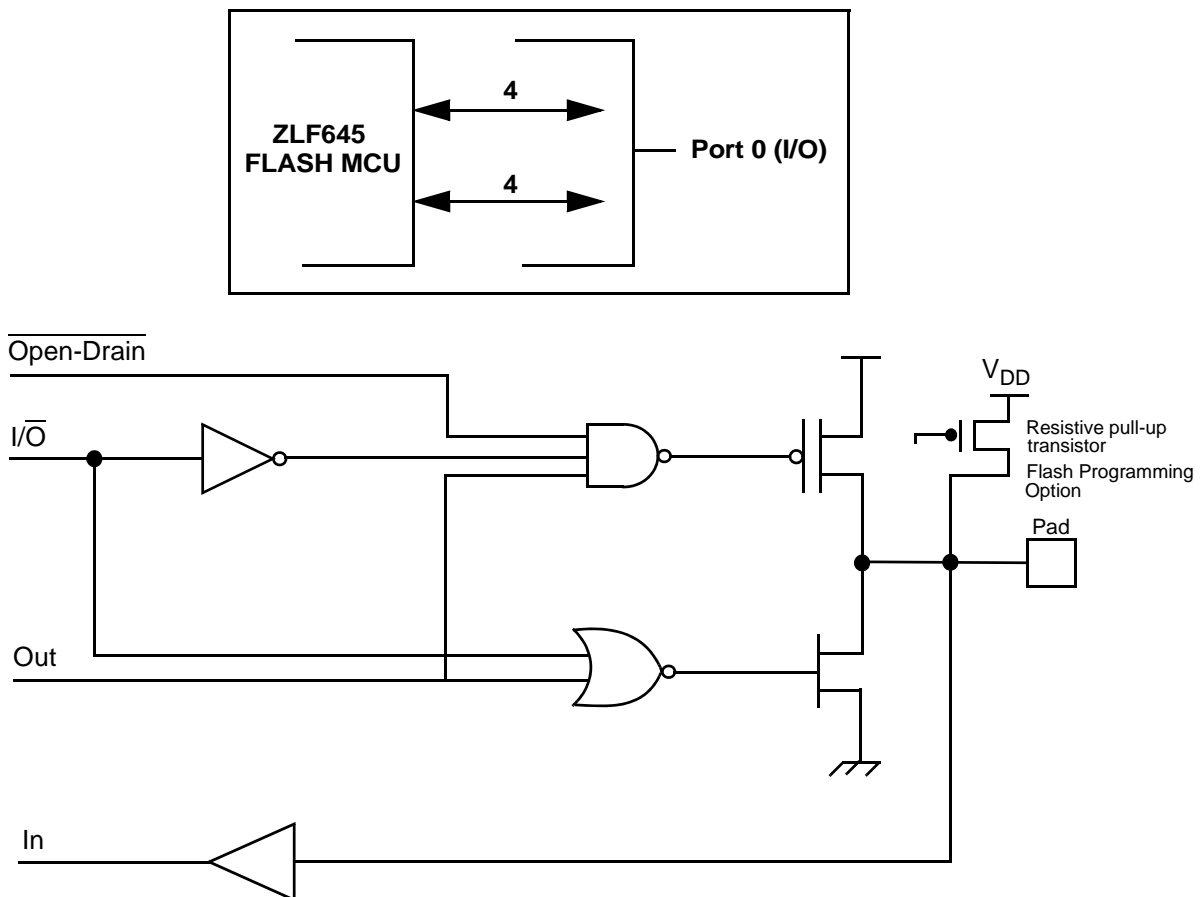 4
ZLF645
FLASH MCU
Port 0 (I/O)
4
Open-Drain
I/O
VDD
Resistive pull-up
transistor
Flash Programming
Option
Pad
Out
In